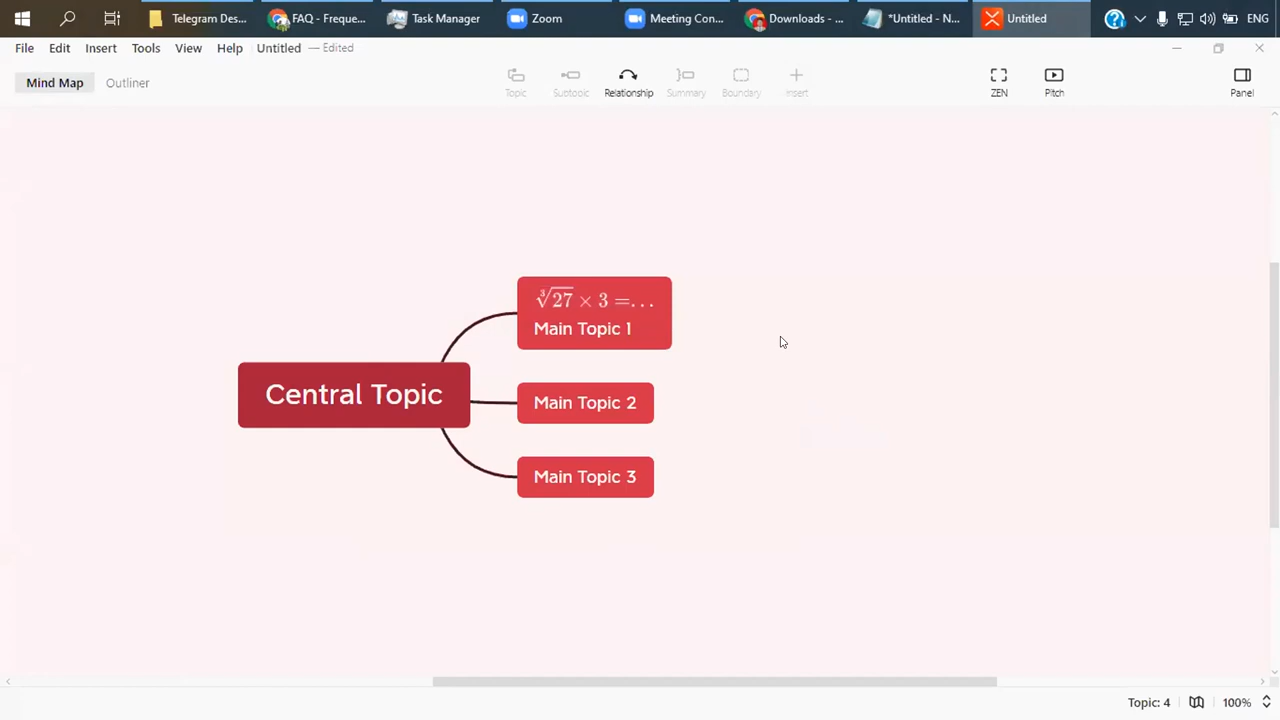 Telegram Des...
FAQ - Freque...
Task Manager
Zoom
Meeting Con...
Downloads - ...
*Untitled - N...
Untitled
ENG
File Edit Insert Tools View Help Untitled — Edited
Mind Map Outliner
Topic Subtopic Relationship Summary Boundary Insert ZEN Pitch Panel
∛27 × 3 =...
Main Topic 1
Central Topic
Main Topic 2
Main Topic 3
Topic: 4 100%